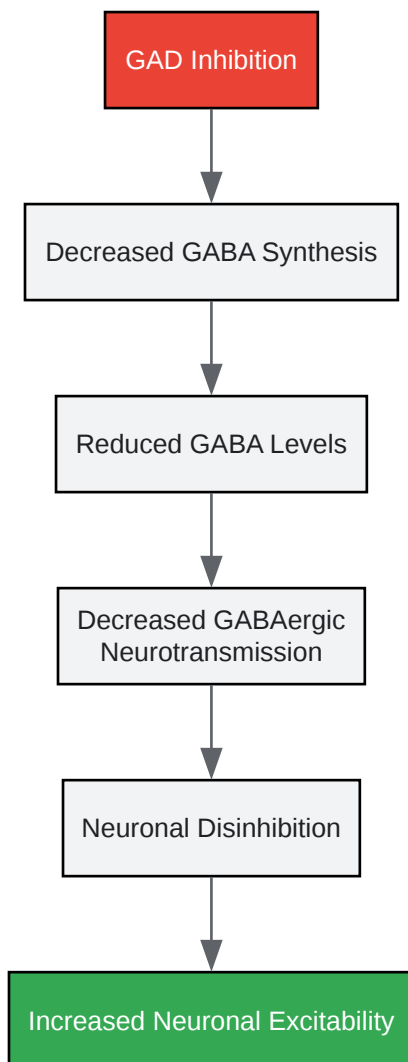 GAD Inhibition
Decreased GABA Synthesis
Reduced GABA Levels
Decreased GABAergic
Neurotransmission
Neuronal Disinhibition
Increased Neuronal Excitability